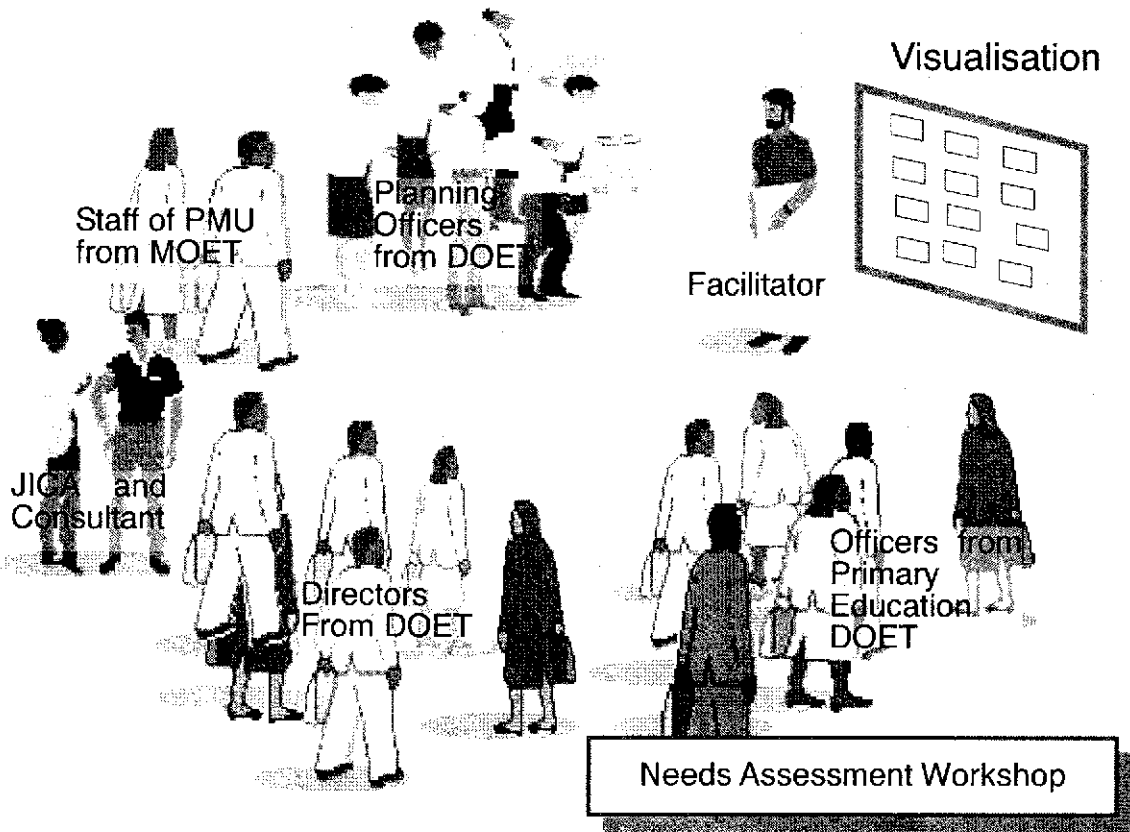 Visualisation
Staff of PMU
from MOET
Planning
Officers
from DOET
Facilitator
JICA and
Consultant
Directors
From DOET
Officers from
Primary
Education
DOET
Needs Assessment Workshop